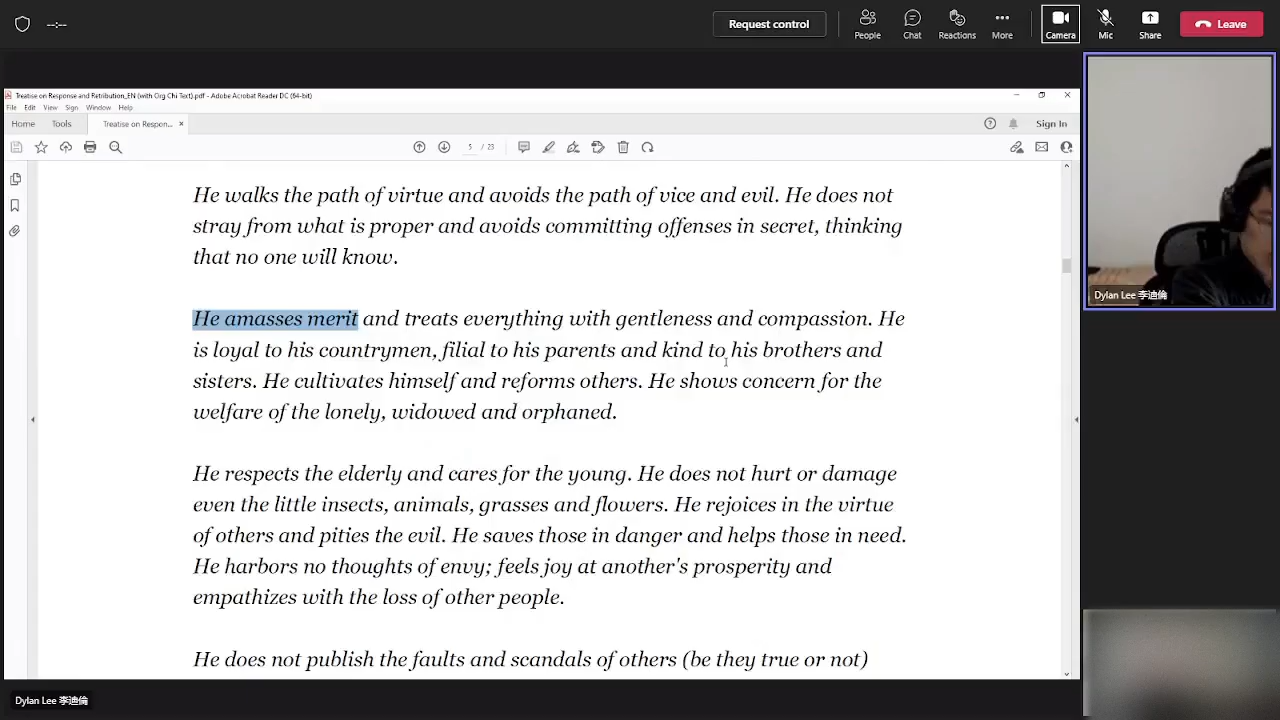 --:--
Request control
People
Chat
Reactions
More
Camera
Mic
Share
Leave
Treatise on Response and Retribution_EN (with Org Chi Text).pdf - Adobe Acrobat Reader DC (64-bit)
File Edit View Sign Window Help
Home Tools Treatise on Respon... × Sign In
5 / 23
He walks the path of virtue and avoids the path of vice and evil. He does not
stray from what is proper and avoids committing offenses in secret, thinking
that no one will know.
He amasses merit and treats everything with gentleness and compassion. He
is loyal to his countrymen, filial to his parents and kind to his brothers and
sisters. He cultivates himself and reforms others. He shows concern for the
welfare of the lonely, widowed and orphaned.
He respects the elderly and cares for the young. He does not hurt or damage
even the little insects, animals, grasses and flowers. He rejoices in the virtue
of others and pities the evil. He saves those in danger and helps those in need.
He harbors no thoughts of envy; feels joy at another's prosperity and
empathizes with the loss of other people.
He does not publish the faults and scandals of others (be they true or not)
Dylan Lee 李迪倫
Dylan Lee 李迪倫